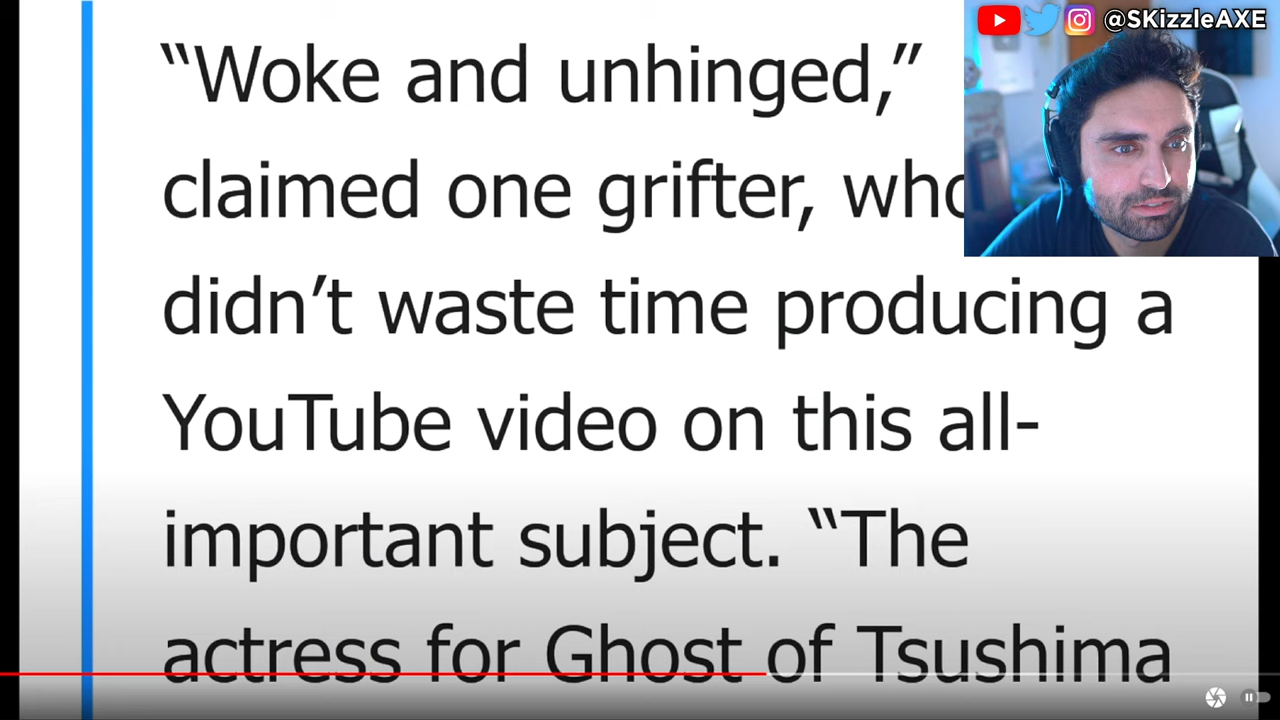 @SKizzleAXE
“Woke and unhinged,”
claimed one grifter, who
didn’t waste time producing a
YouTube video on this all-
important subject. “The
actress for Ghost of Tsushima